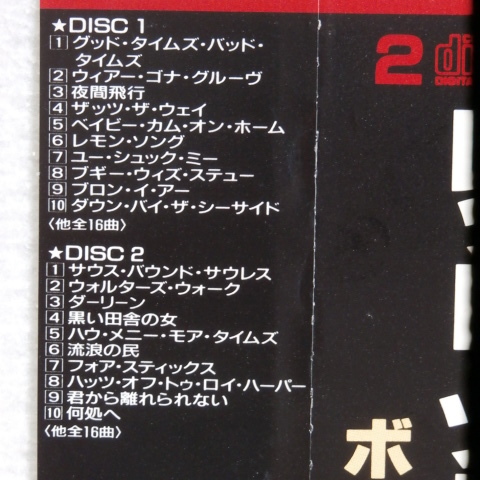 ★DISC 1
1 グッド・タイムズ・バッド・
タイムズ
2 ウィアー・ゴナ・グルーヴ
3 夜間飛行
4 ザッツ・ザ・ウェイ
5 ベイビー・カム・オン・ホーム
6 レモン・ソング
7 ユー・シュック・ミー
8 ブギー・ウィズ・ステュー
9 ブロン・イ・アー
10 ダウン・バイ・ザ・シーサイド
〈他全16曲〉
★DISC 2
1 サウス・バウンド・サウレス
2 ウォルターズ・ウォーク
3 ダーリーン
4 黒い田舎の女
5 ハウ・メニー・モア・タイムズ
6 流浪の民
7 フォア・スティックス
8 ハッツ・オフ・トゥ・ロイ・ハーパー
9 君から離れられない
10 何処へ
〈他全16曲〉
2
ボ